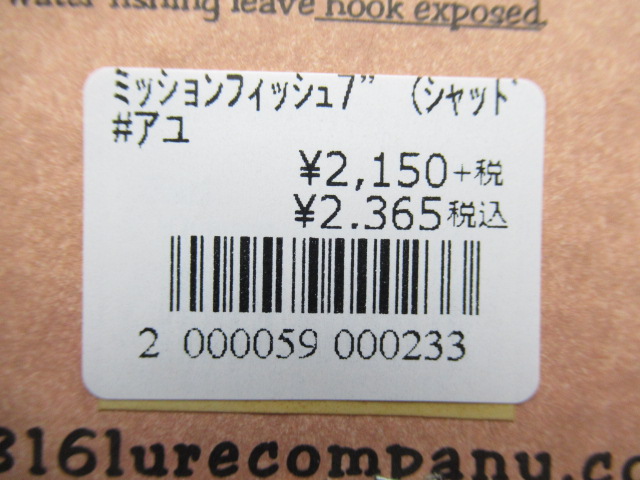 water fishing leave hook exposed.
ミッションフィッシュ7" (シャッド
#アユ
¥2,150+税
¥2.365税込
2 000059 000233
816lurecompany.co